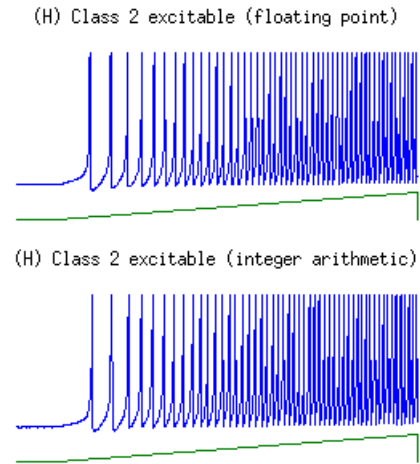 (H) Class 2 excitable (floating point)
(H) Class 2 excitable (integer arithmetic)